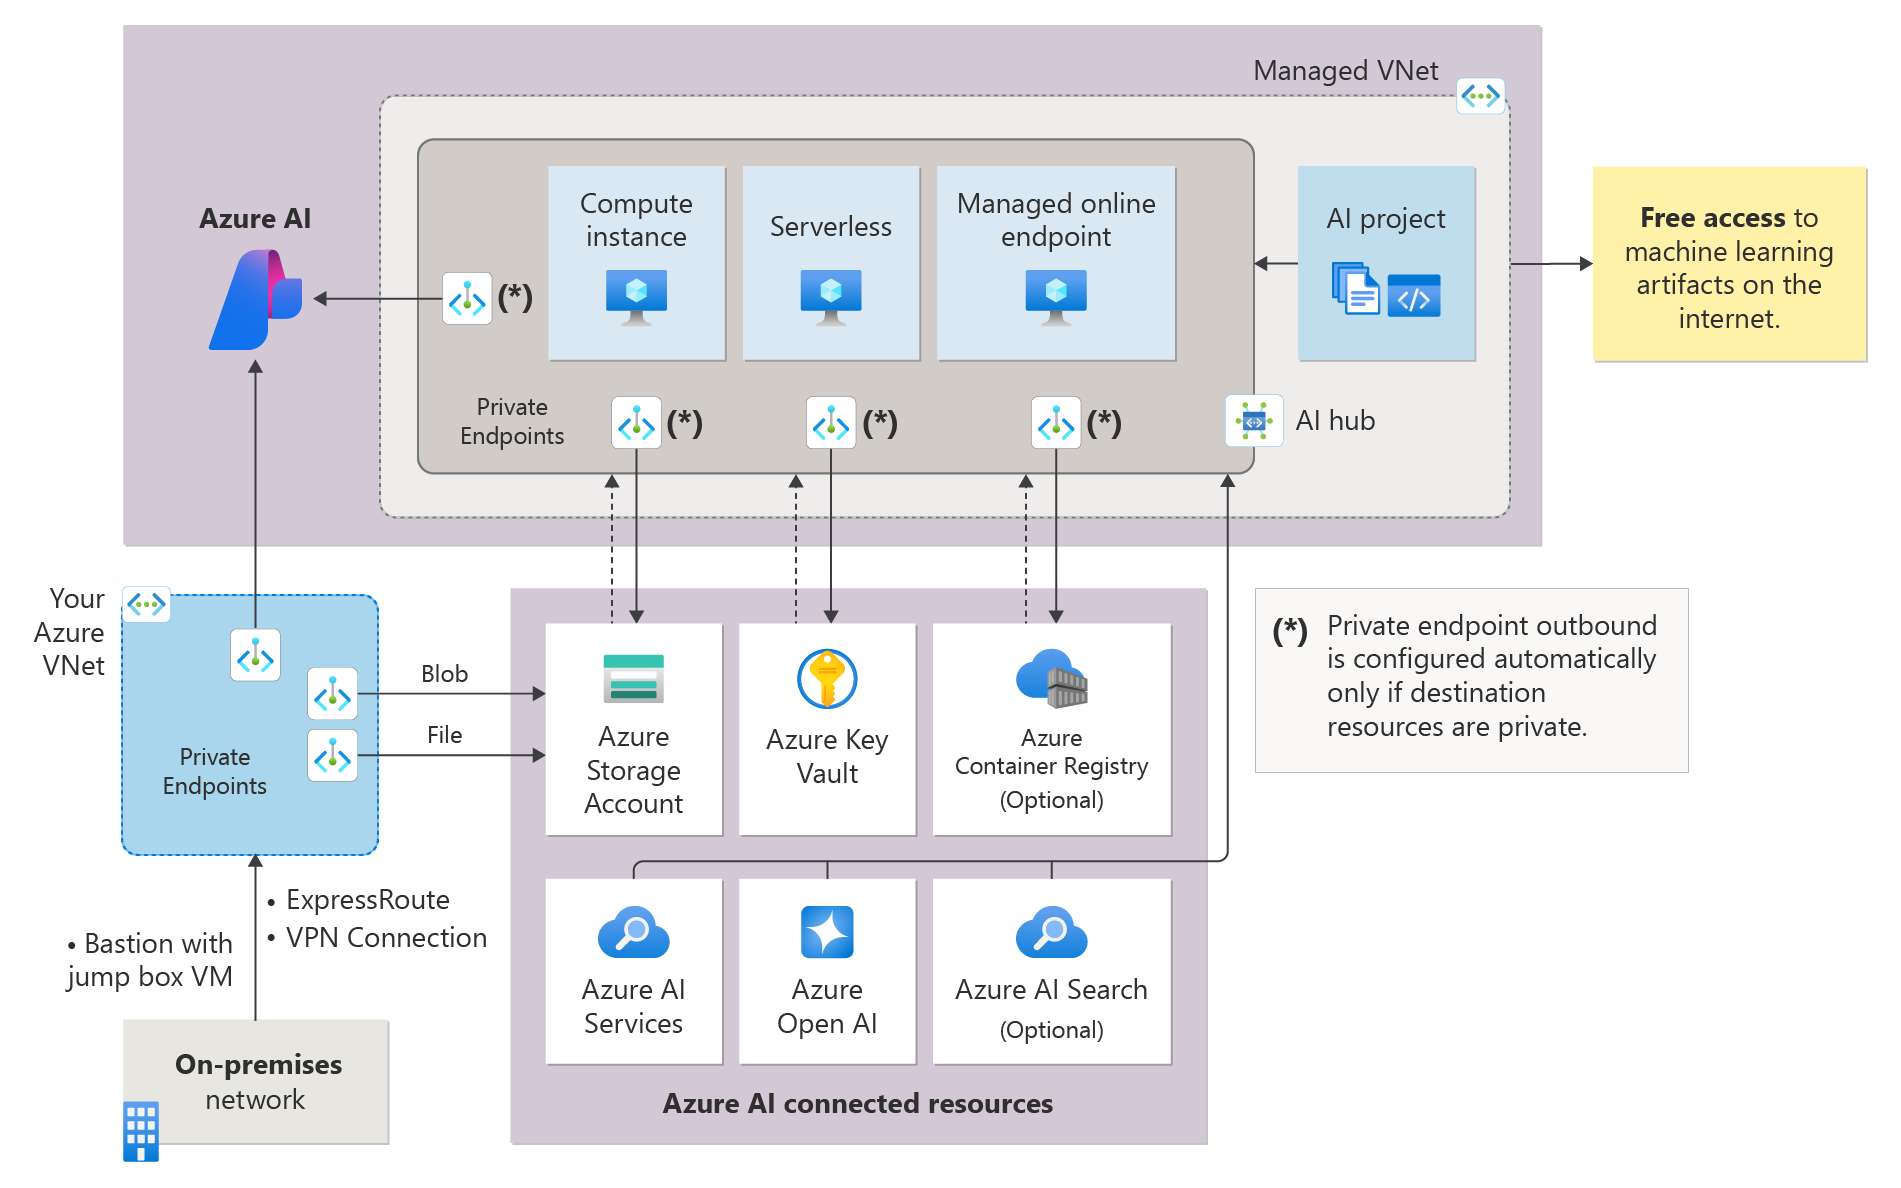 Managed VNet
Azure AI
Compute
instance
Serverless
Managed online
endpoint
AI project
Free access to
machine learning
artifacts on the
internet.
(*)
Private
Endpoints
(*)
(*)
(*)
AI hub
Your
Azure
VNet
Private
Endpoints
Blob
File
Azure
Storage
Account
Azure Key
Vault
Azure
Container Registry
(Optional)
(*) Private endpoint outbound
is configured automatically
only if destination
resources are private.
• ExpressRoute
• VPN Connection
• Bastion with
jump box VM
Azure AI
Services
Azure
Open AI
Azure AI Search
(Optional)
On-premises
network
Azure AI connected resources